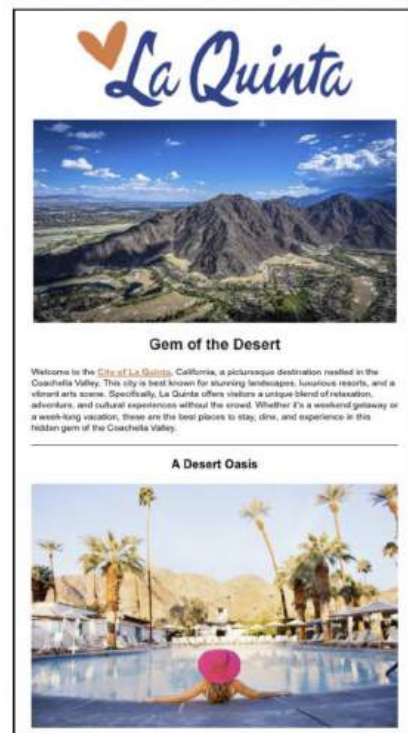 La Quinta
Gem of the Desert
Welcome to the City of La Quinta, California, a picturesque destination nestled in the
Coachella Valley. This city is best known for stunning landscapes, luxurious resorts, and a
vibrant arts scene. Specifically, La Quinta offers visitors a unique blend of relaxation,
adventure, and cultural experiences without the crowd. Whether it's a weekend getaway or
a week-long vacation, these are the best places to stay, dine, and experience in this
hidden gem of the Coachella Valley.
A Desert Oasis